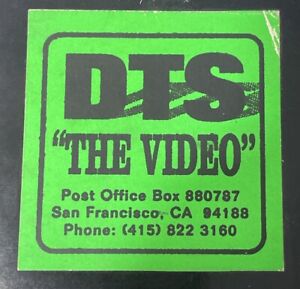 DTS
"THE VIDEO"
Post Office Box 880787
San Francisco, CA 94188
Phone: (415) 822 3160